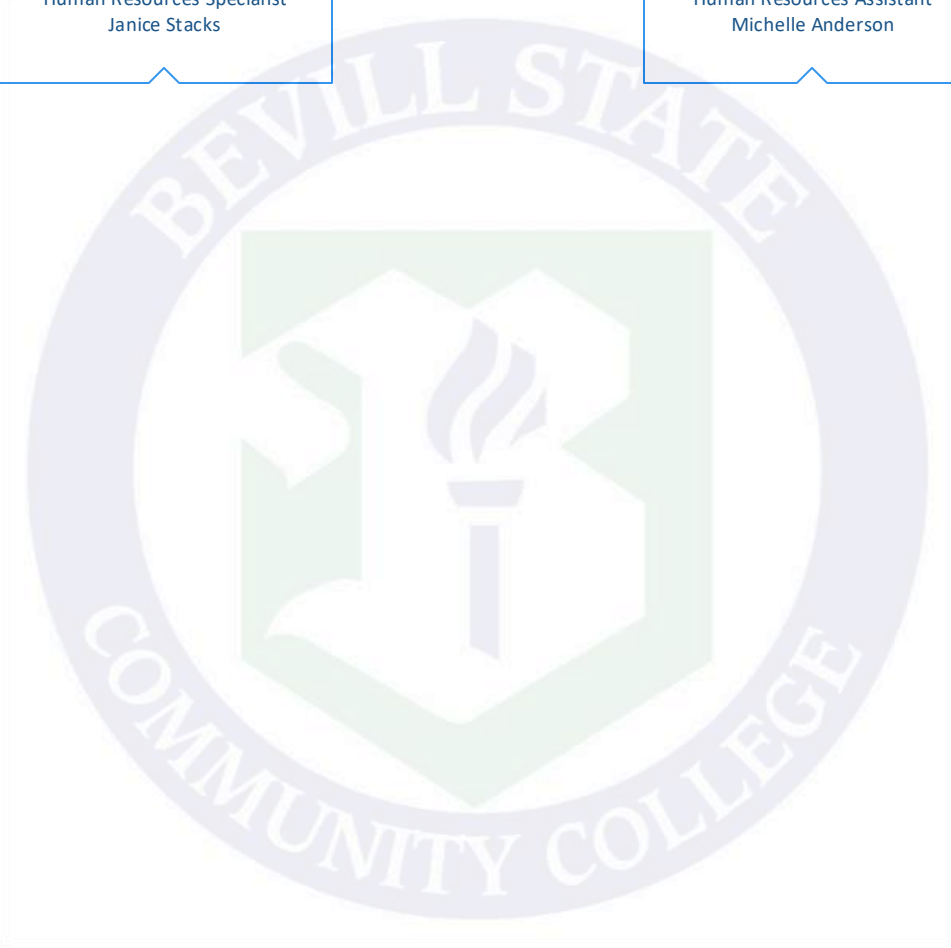 Human Resources Specialist
Janice Stacks
Human Resources Assistant
Michelle Anderson
BEVILL STATE
COMMUNITY COLLEGE